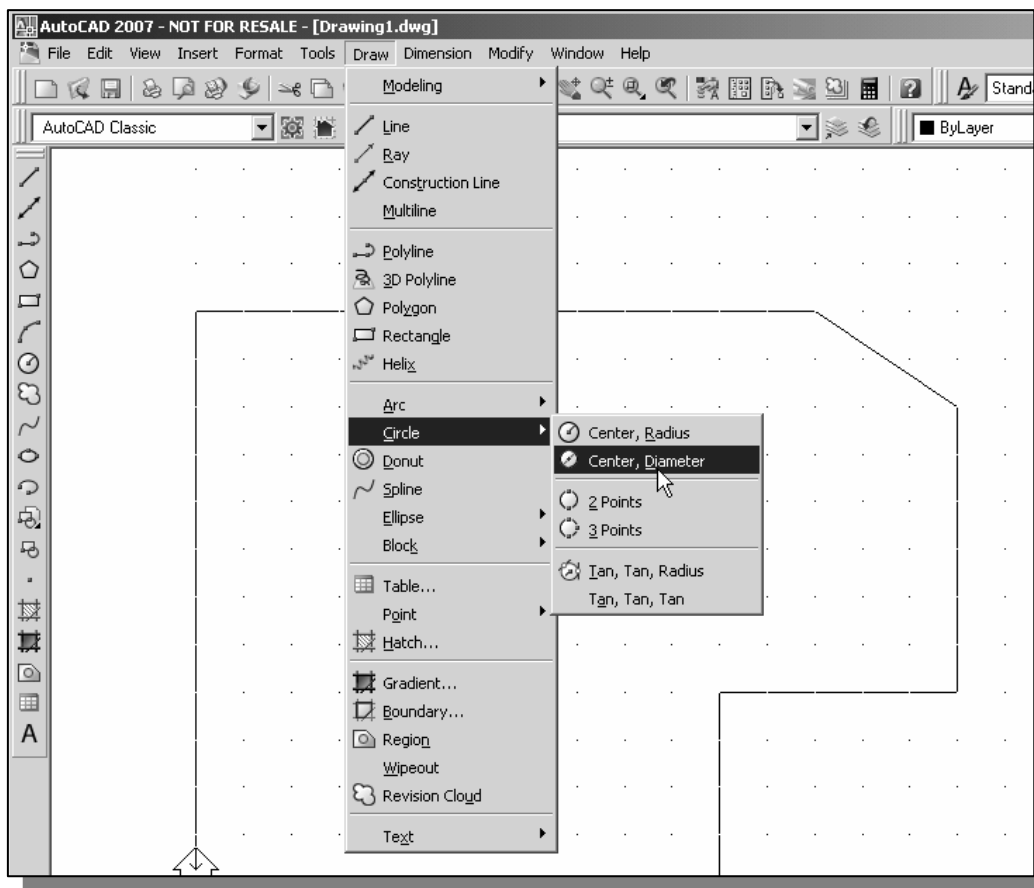 AutoCAD 2007 - NOT FOR RESALE - [Drawing1.dwg]
File Edit View Insert Format Tools Draw Dimension Modify Window Help
Modeling
AutoCAD Classic
ByLayer
Line
Ray
Construction Line
Multiline
Polyline
3D Polyline
Polygon
Rectangle
Helix
Arc
Circle
Donut
Spline
Ellipse
Block
Center, Radius
Center, Diameter
2 Points
3 Points
Tan, Tan, Radius
Tan, Tan, Tan
Table...
Point
Hatch...
Gradient...
Boundary...
Region
Wipeout
Revision Cloud
Text
A